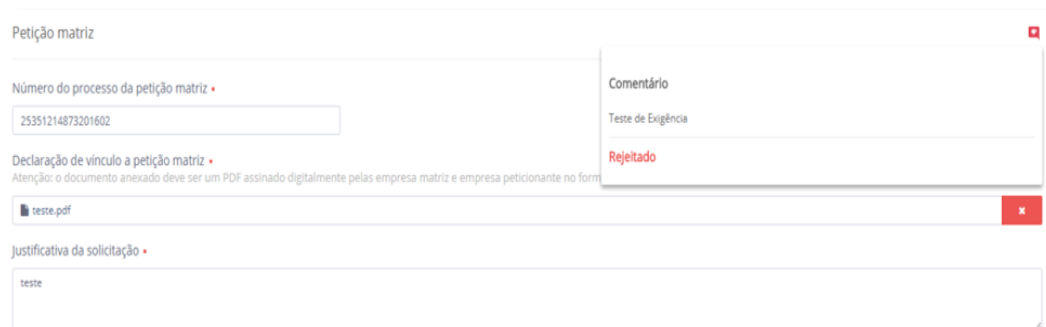 Petição matriz
Comentário
Teste de Exigência
Rejeitado
Número do processo da petição matriz •
25351214873201602
Declaração de vínculo a petição matriz •
Atenção: o documento anexado deve ser um PDF assinado digitalmente pelas empresa matriz e empresa peticionante no form
teste.pdf
x
Justificativa da solicitação •
teste